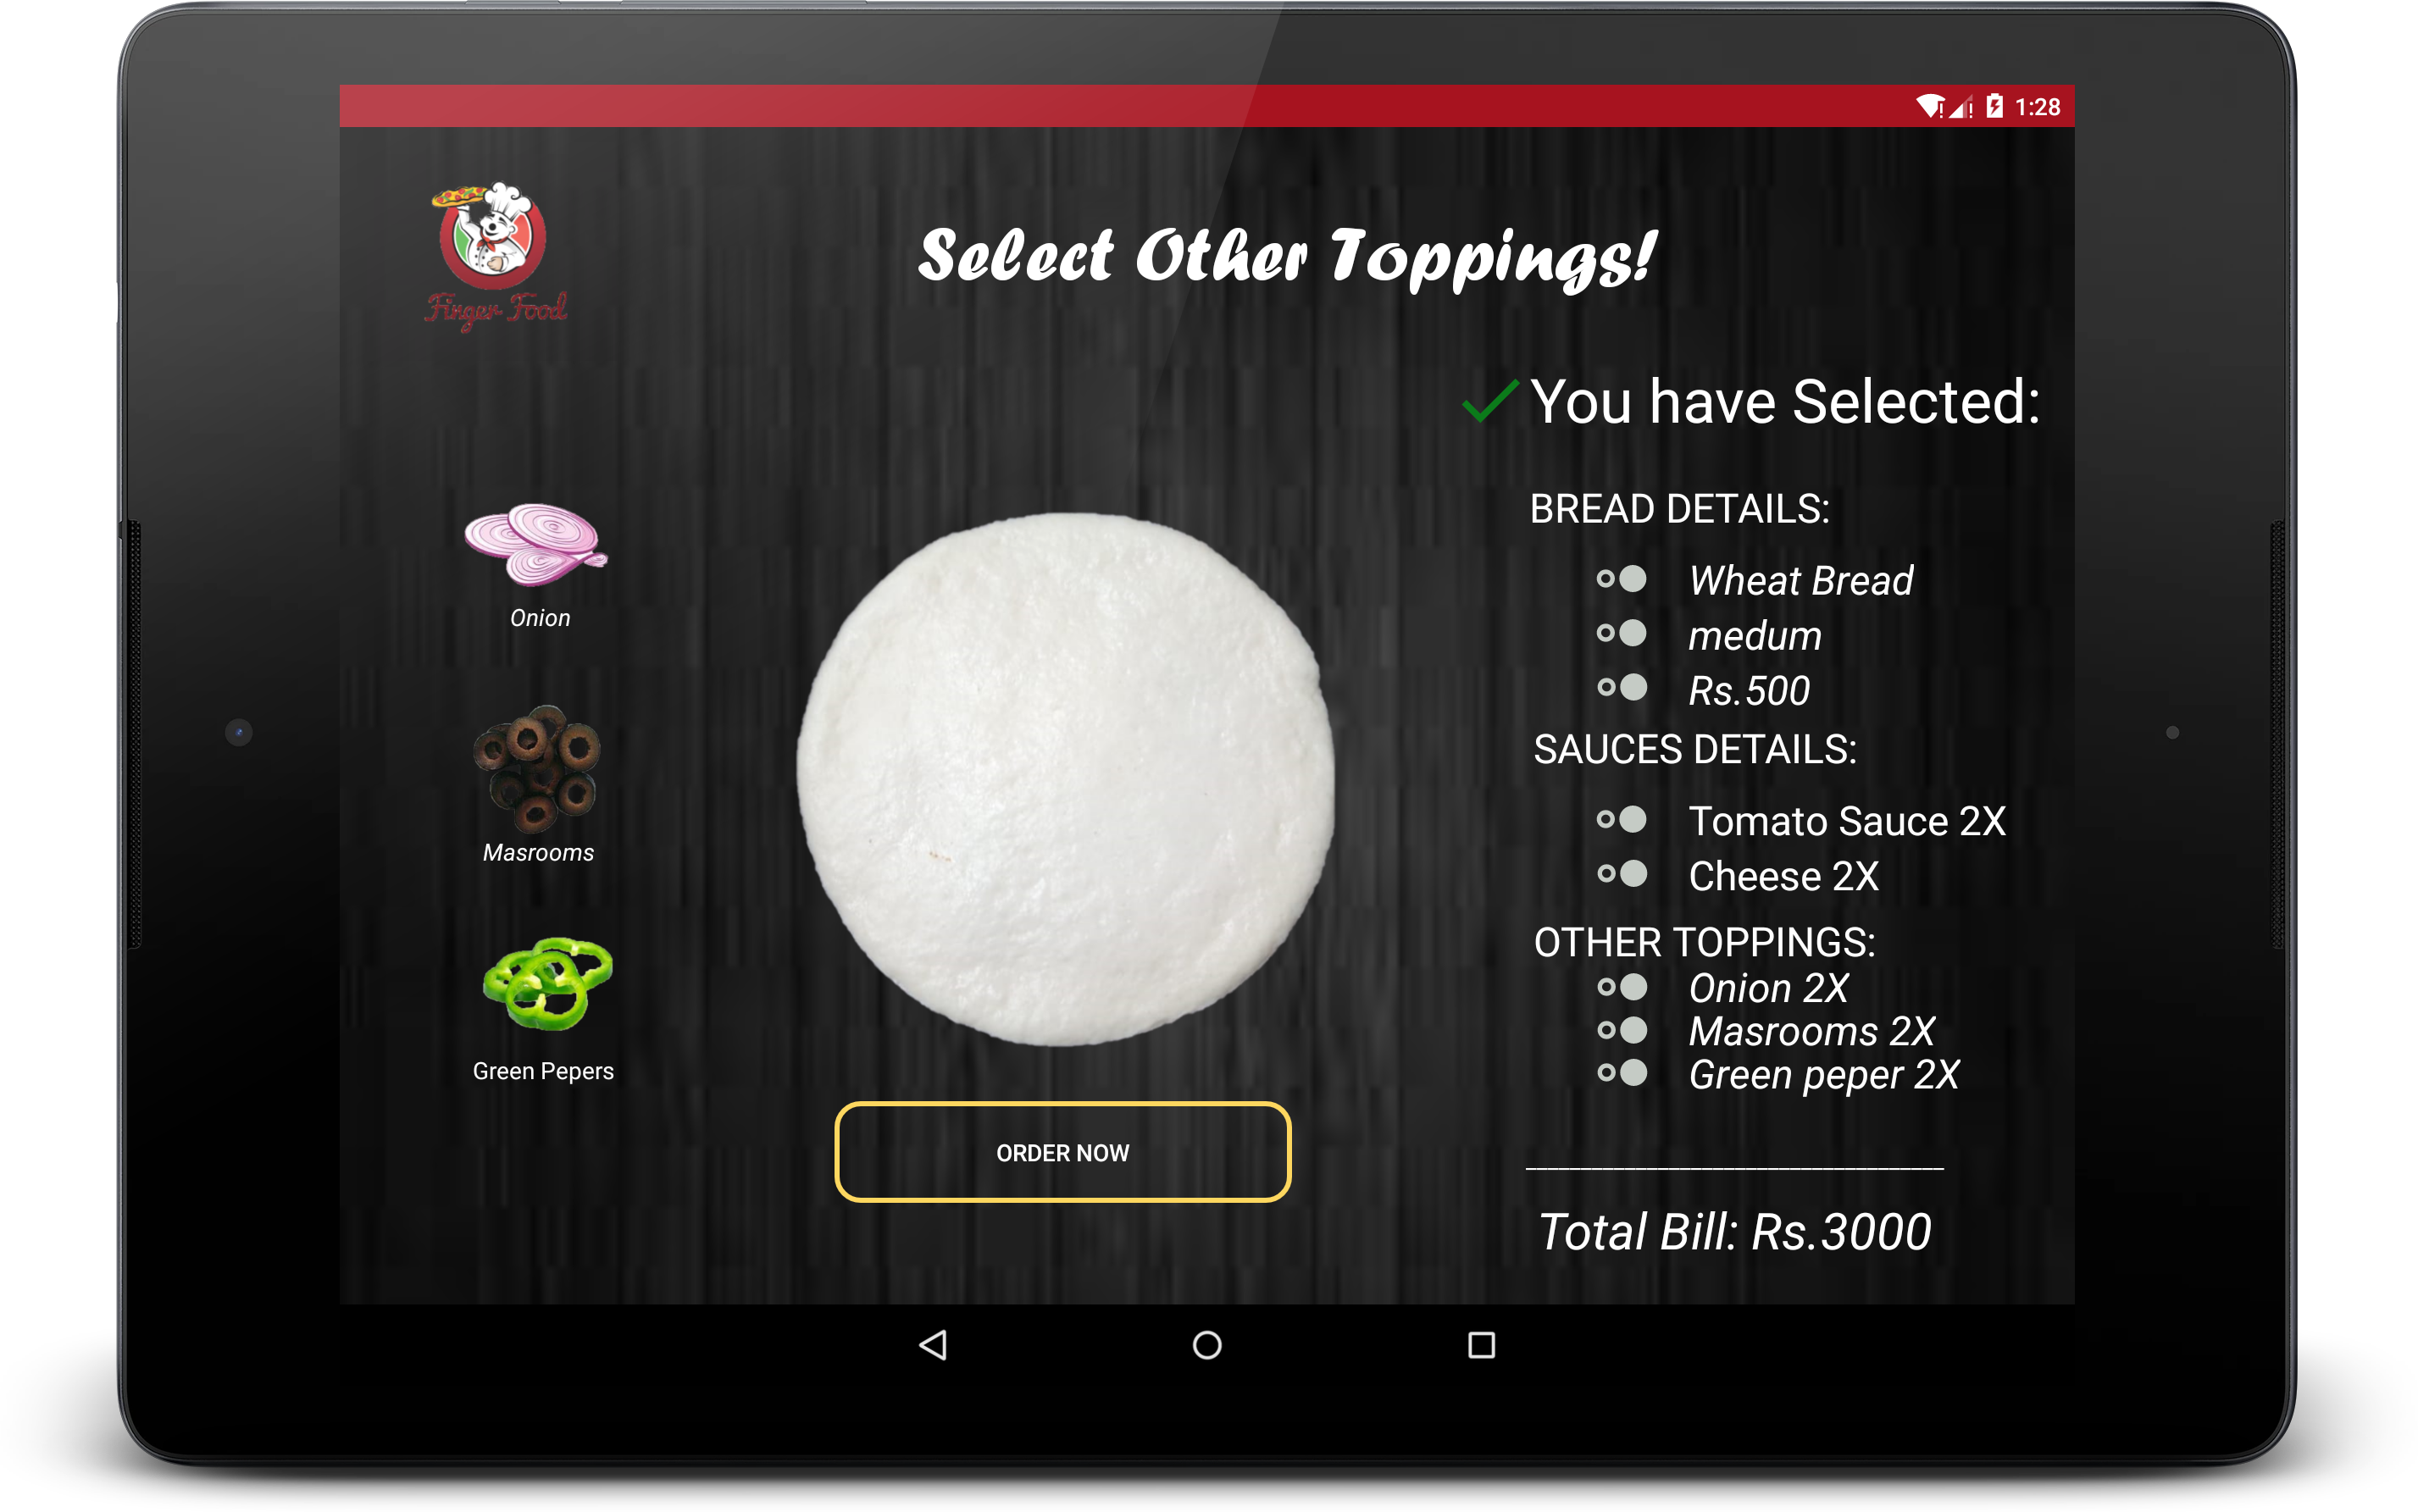 1:28
Finger Food
Select Other Toppings!
You have Selected:
BREAD DETAILS:
Wheat Bread
medum
Rs.500
SAUCES DETAILS:
Tomato Sauce 2X
Cheese 2X
OTHER TOPPINGS:
Onion 2X
Masrooms 2X
Green peper 2X
Total Bill: Rs.3000
Onion
Masrooms
Green Pepers
ORDER NOW